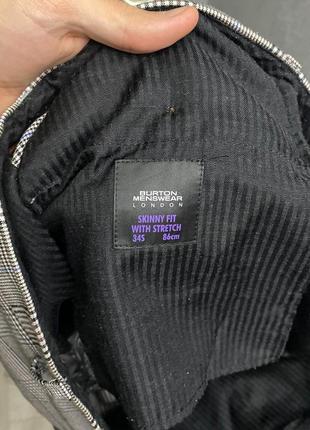 BURTON
MENSWEAR
LONDON
SKINNY FIT
WITH STRETCH
34S 86cm